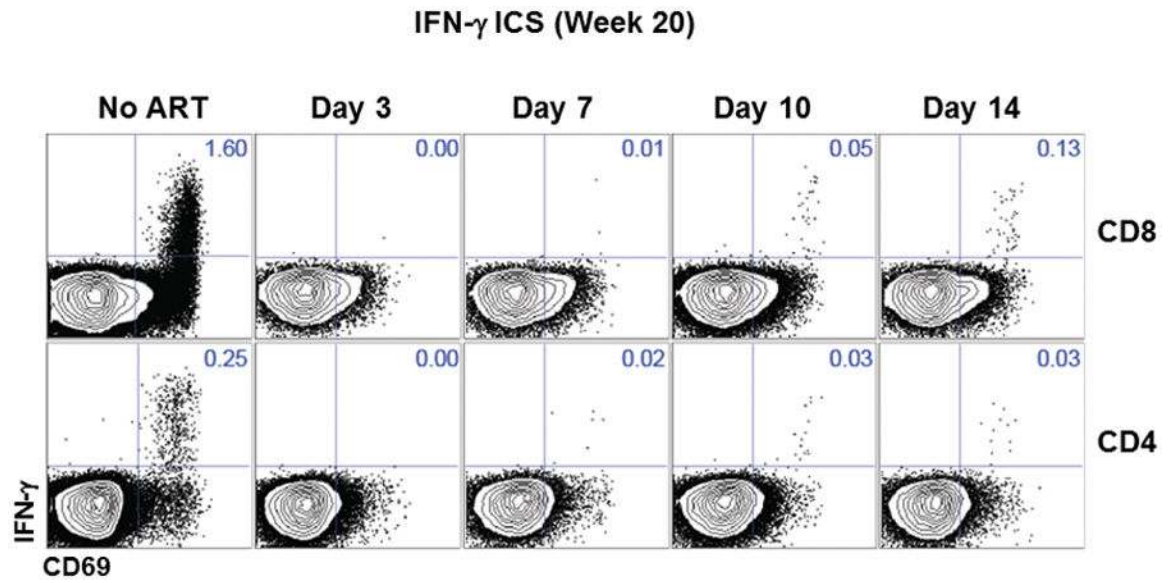 IFN-γ ICS (Week 20)
No ART Day 3 Day 7 Day 10 Day 14
1.60 0.00 0.01 0.05 0.13
CD8
0.25 0.00 0.02 0.03 0.03
CD4
IFN-γ
CD69